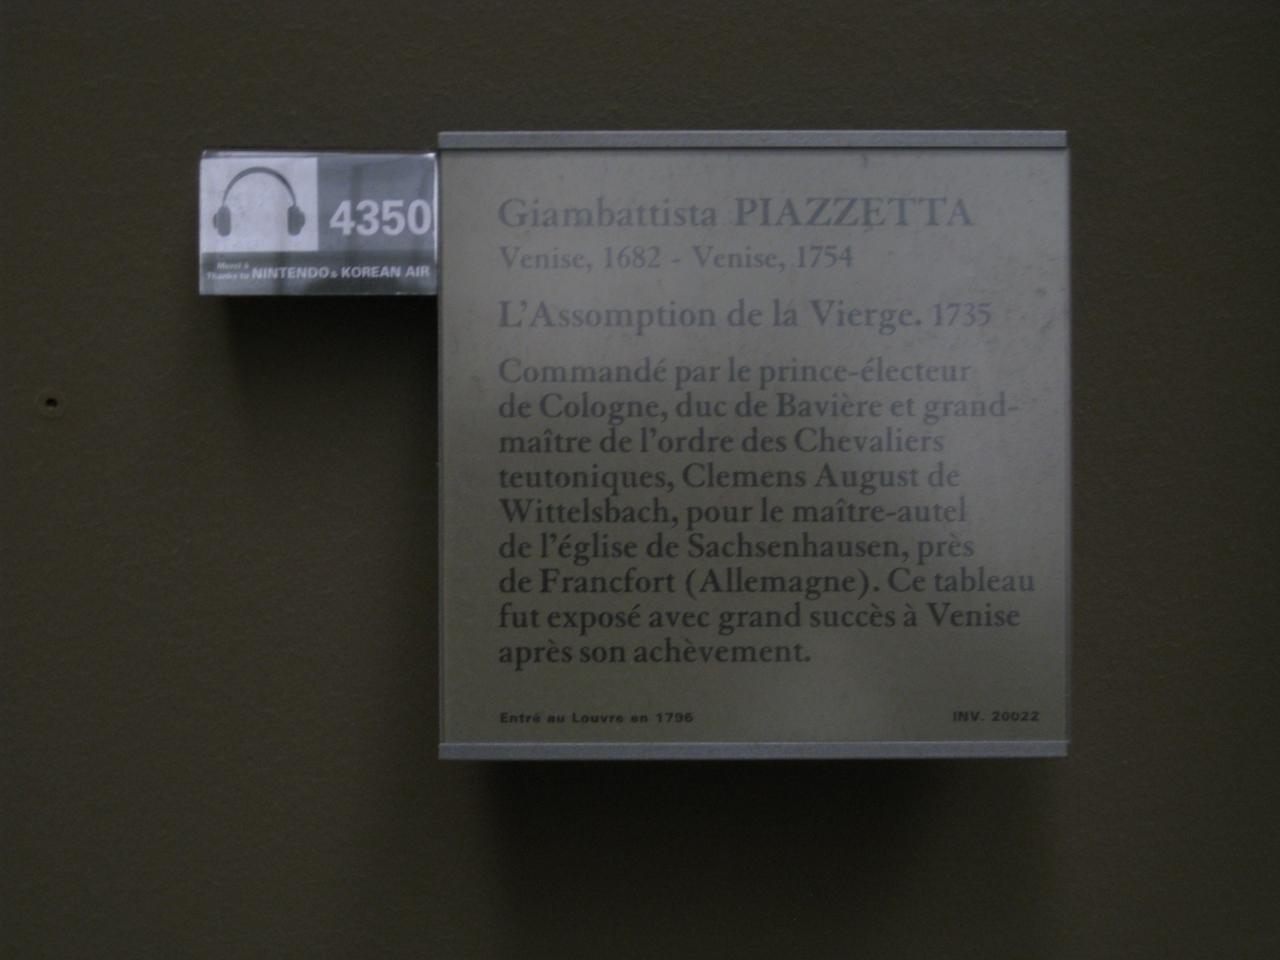 4350
Merci à
Thanks to NINTENDO & KOREAN AIR
Giambattista PIAZZETTA
Venise, 1682 - Venise, 1754
L'Assomption de la Vierge. 1735
Commandé par le prince-électeur
de Cologne, duc de Bavière et grand-
maître de l'ordre des Chevaliers
teutoniques, Clemens August de
Wittelsbach, pour le maître-autel
de l'église de Sachsenhausen, près
de Francfort (Allemagne). Ce tableau
fut exposé avec grand succès à Venise
après son achèvement.
Entré au Louvre en 1796
INV. 20022